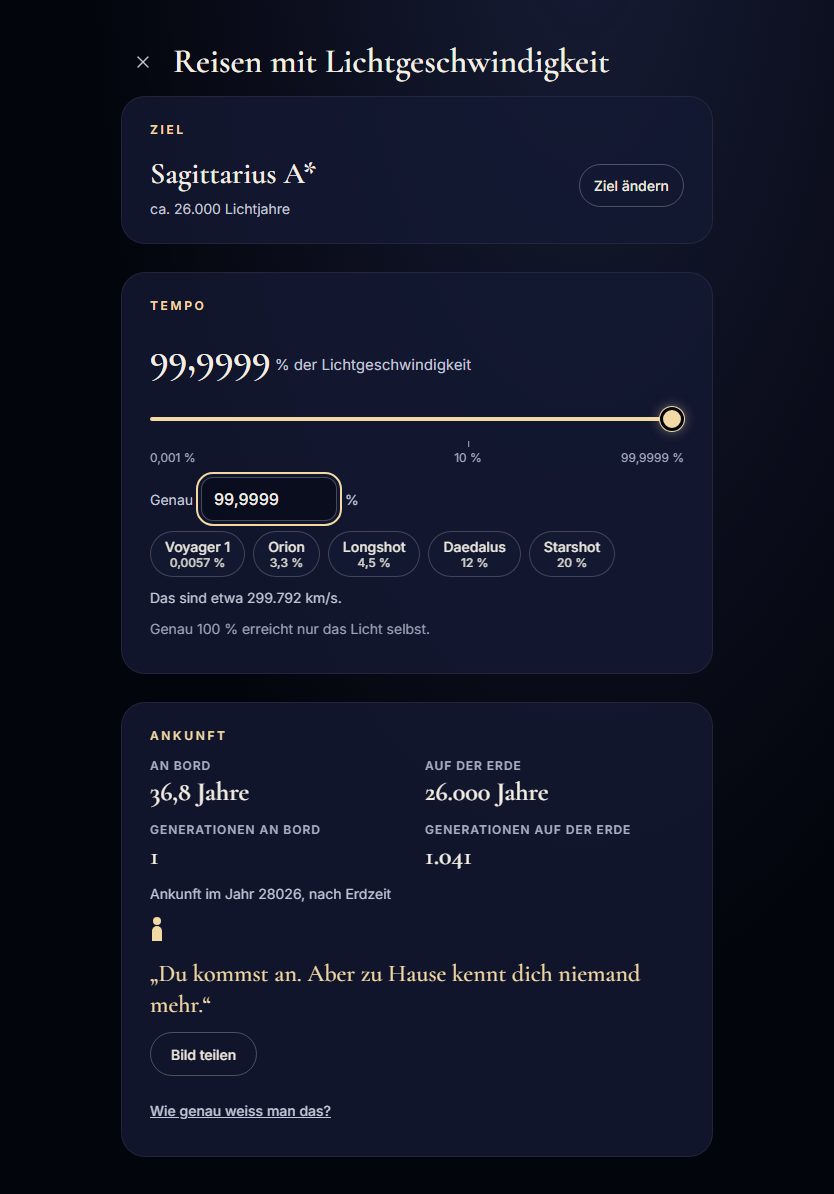 × Reisen mit Lichtgeschwindigkeit
ZIEL
Sagittarius A*
ca. 26.000 Lichtjahre
Ziel ändern
TEMPO
99,9999 % der Lichtgeschwindigkeit
0,001 % 10 % 99,9999 %
Genau 99,9999 %
Voyager 1 Orion Longshot Daedalus Starshot
0,0057 % 3,3 % 4,5 % 12 % 20 %
Das sind etwa 299.792 km/s.
Genau 100 % erreicht nur das Licht selbst.
ANKUNFT
AN BORD AUF DER ERDE
36,8 Jahre 26.000 Jahre
GENERATIONEN AN BORD GENERATIONEN AUF DER ERDE
1 1.041
Ankunft im Jahr 28026, nach Erdzeit
„Du kommst an. Aber zu Hause kennt dich niemand
mehr.“
Bild teilen
Wie genau weiss man das?